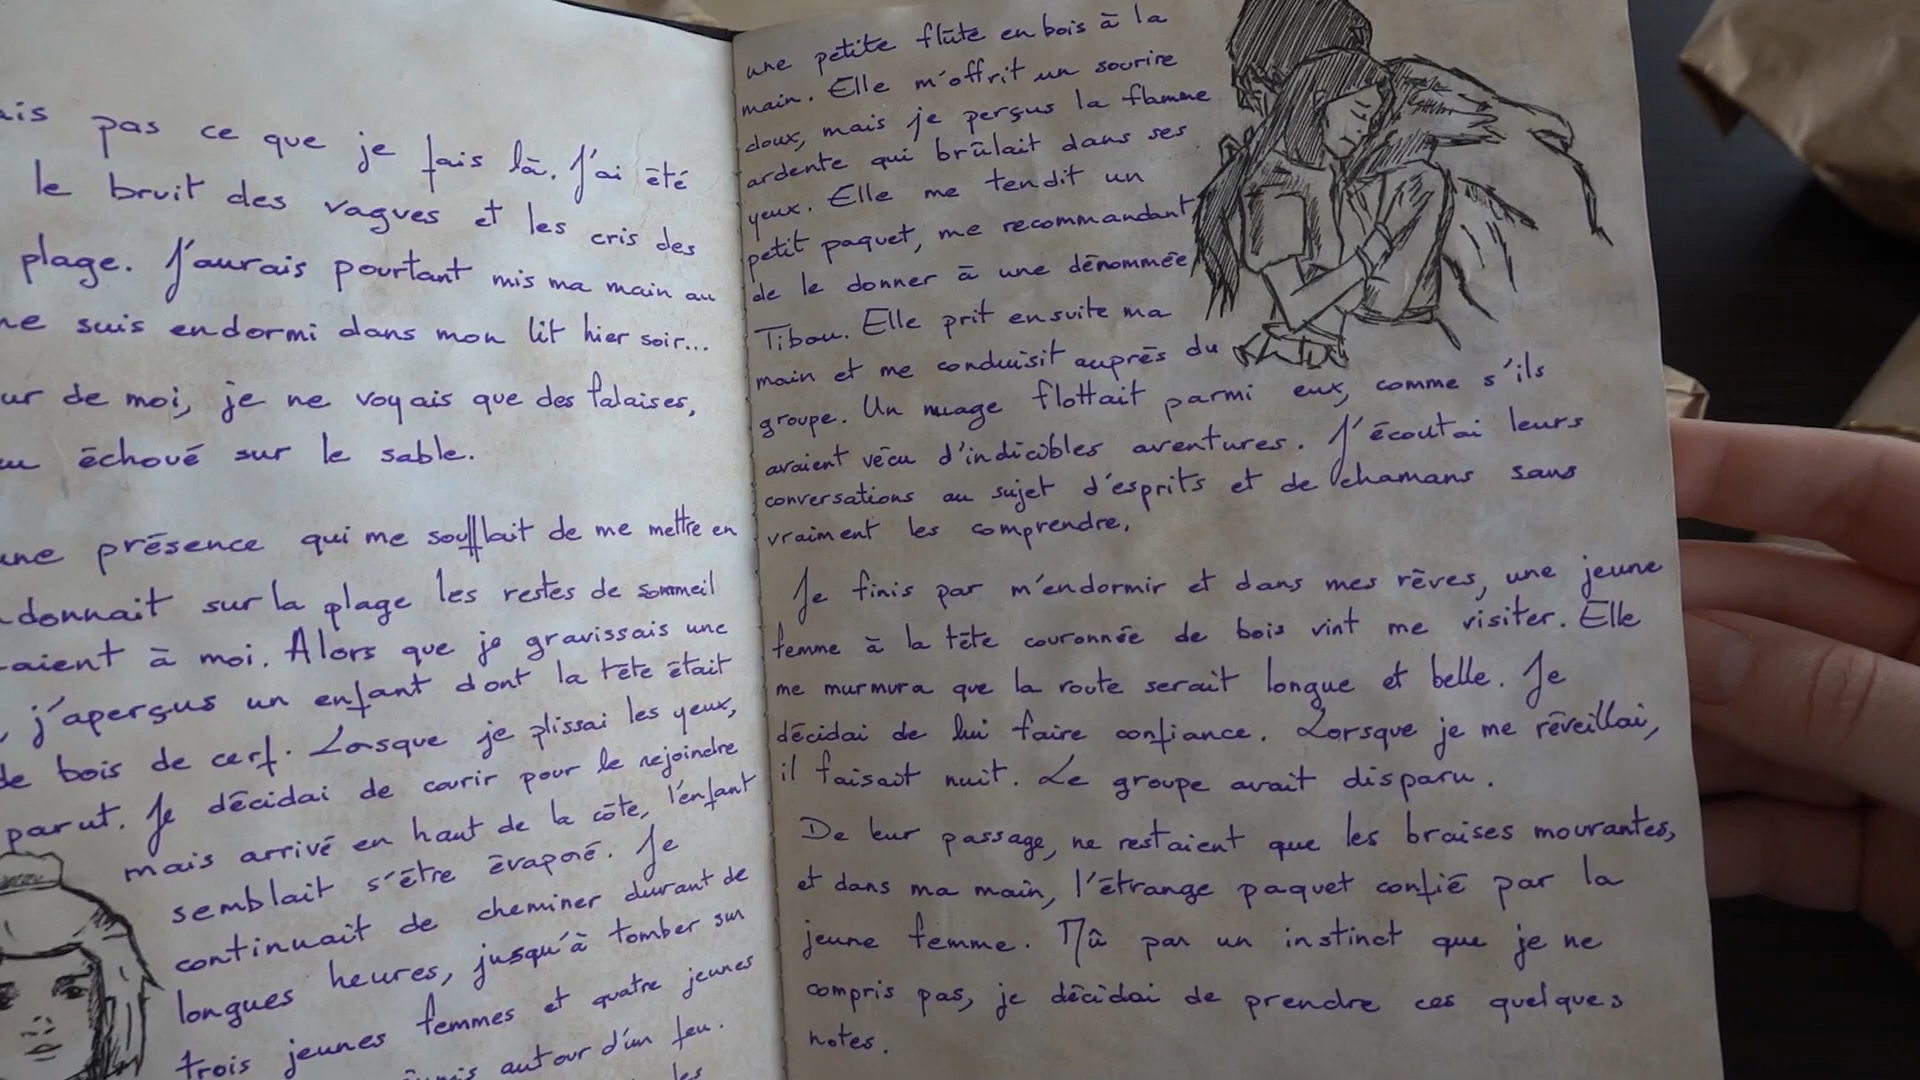 pas ce que je fais là. J'ai été
le bruit des vagues et les cris des
plage. J'aurais pourtant mis ma main au
suis endormi dans mon lit hier soir...
de moi, je ne voyais que des falaises,
échoué sur le sable.
une présence qui me soufflait de me mettre en
donnait sur la plage les restes de sommeil
aient à moi. Alors que je gravissais une
, j'aperçus un enfant dont la tête était
de bois de cerf. Lorsque je plissai les yeux,
parut. Je décidai de courir pour le rejoindre
mais arrivé en haut de la côte, l'enfant
semblait s'être évaporé. Je
continuait de cheminer durant de
longues heures, jusqu'à tomber sur
trois jeunes femmes et quatre jeunes
autour d'un feu.
les
une petite flûte en bois à la
main. Elle m'offrit un sourire
doux, mais je perçus la flamme
ardente qui brûlait dans ses
yeux. Elle me tendit un
petit paquet, me recommandant
de le donner à une dénommée
Tibou. Elle prit ensuite ma
main et me conduisit auprès du
groupe. Un nuage flottait parmi eux, comme s'ils
avaient vécu d'indicibles aventures. J'écoutai leurs
conversations au sujet d'esprits et de chamans sans
vraiment les comprendre.
Je finis par m'endormir et dans mes rêves, une jeune
femme à la tête couronnée de bois vint me visiter. Elle
me murmura que la route serait longue et belle. Je
décidai de lui faire confiance. Lorsque je me réveillai,
il faisait nuit. Le groupe avait disparu.
De leur passage, ne restaient que les braises mourantes,
et dans ma main, l'étrange paquet confié par la
jeune femme. Mû par un instinct que je ne
compris pas, je décidai de prendre ces quelques
notes.